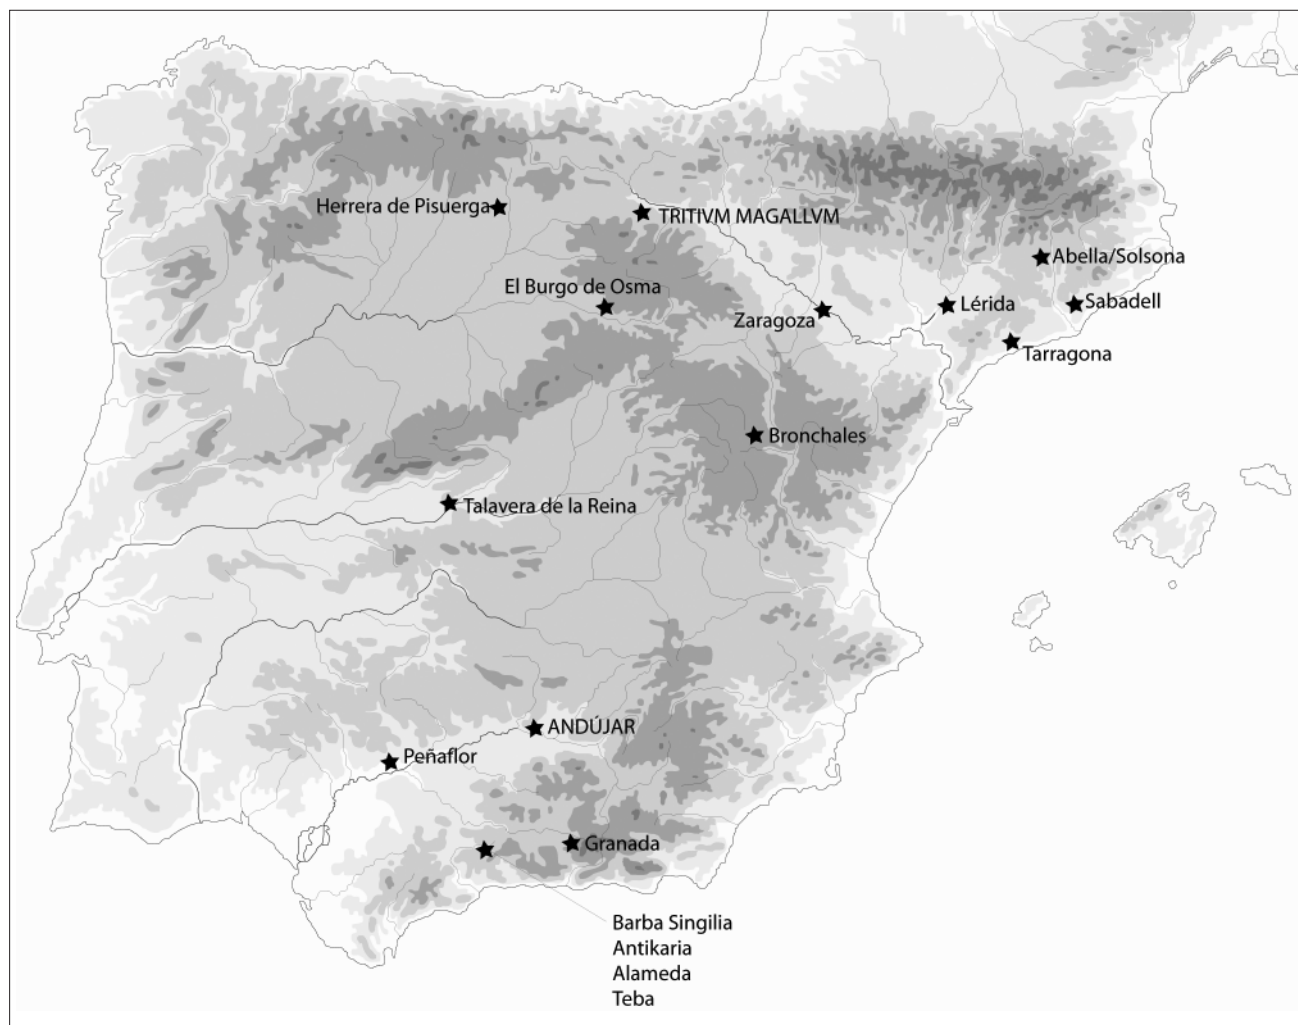 Herrera de Pisuerga
TRITIVM MAGALLVM
Abella/Solsona
El Burgo de Osma
Zaragoza
Lérida
Sabadell
Tarragona
Bronchales
Talavera de la Reina
ANDÚJAR
Peñaflor
Granada
Barba Singilia
Antikaria
Alameda
Teba